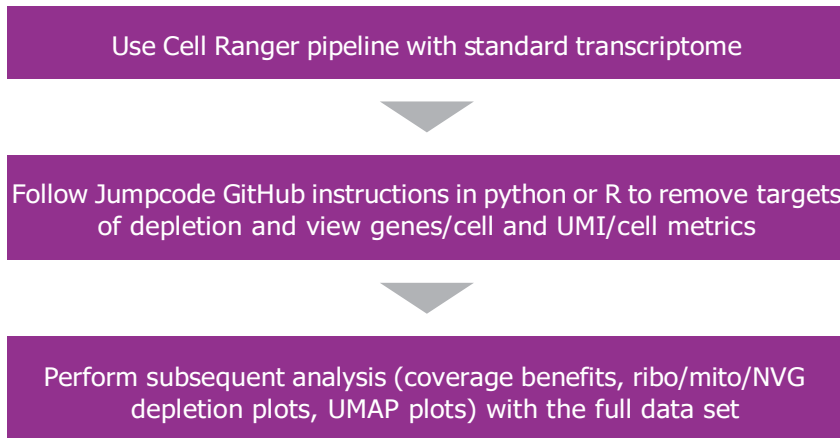 Use Cell Ranger pipeline with standard transcriptome
Follow Jumpcode GitHub instructions in python or R to remove targets
of depletion and view genes/cell and UMI/cell metrics
Perform subsequent analysis (coverage benefits, ribo/mito/NVG
depletion plots, UMAP plots) with the full data set